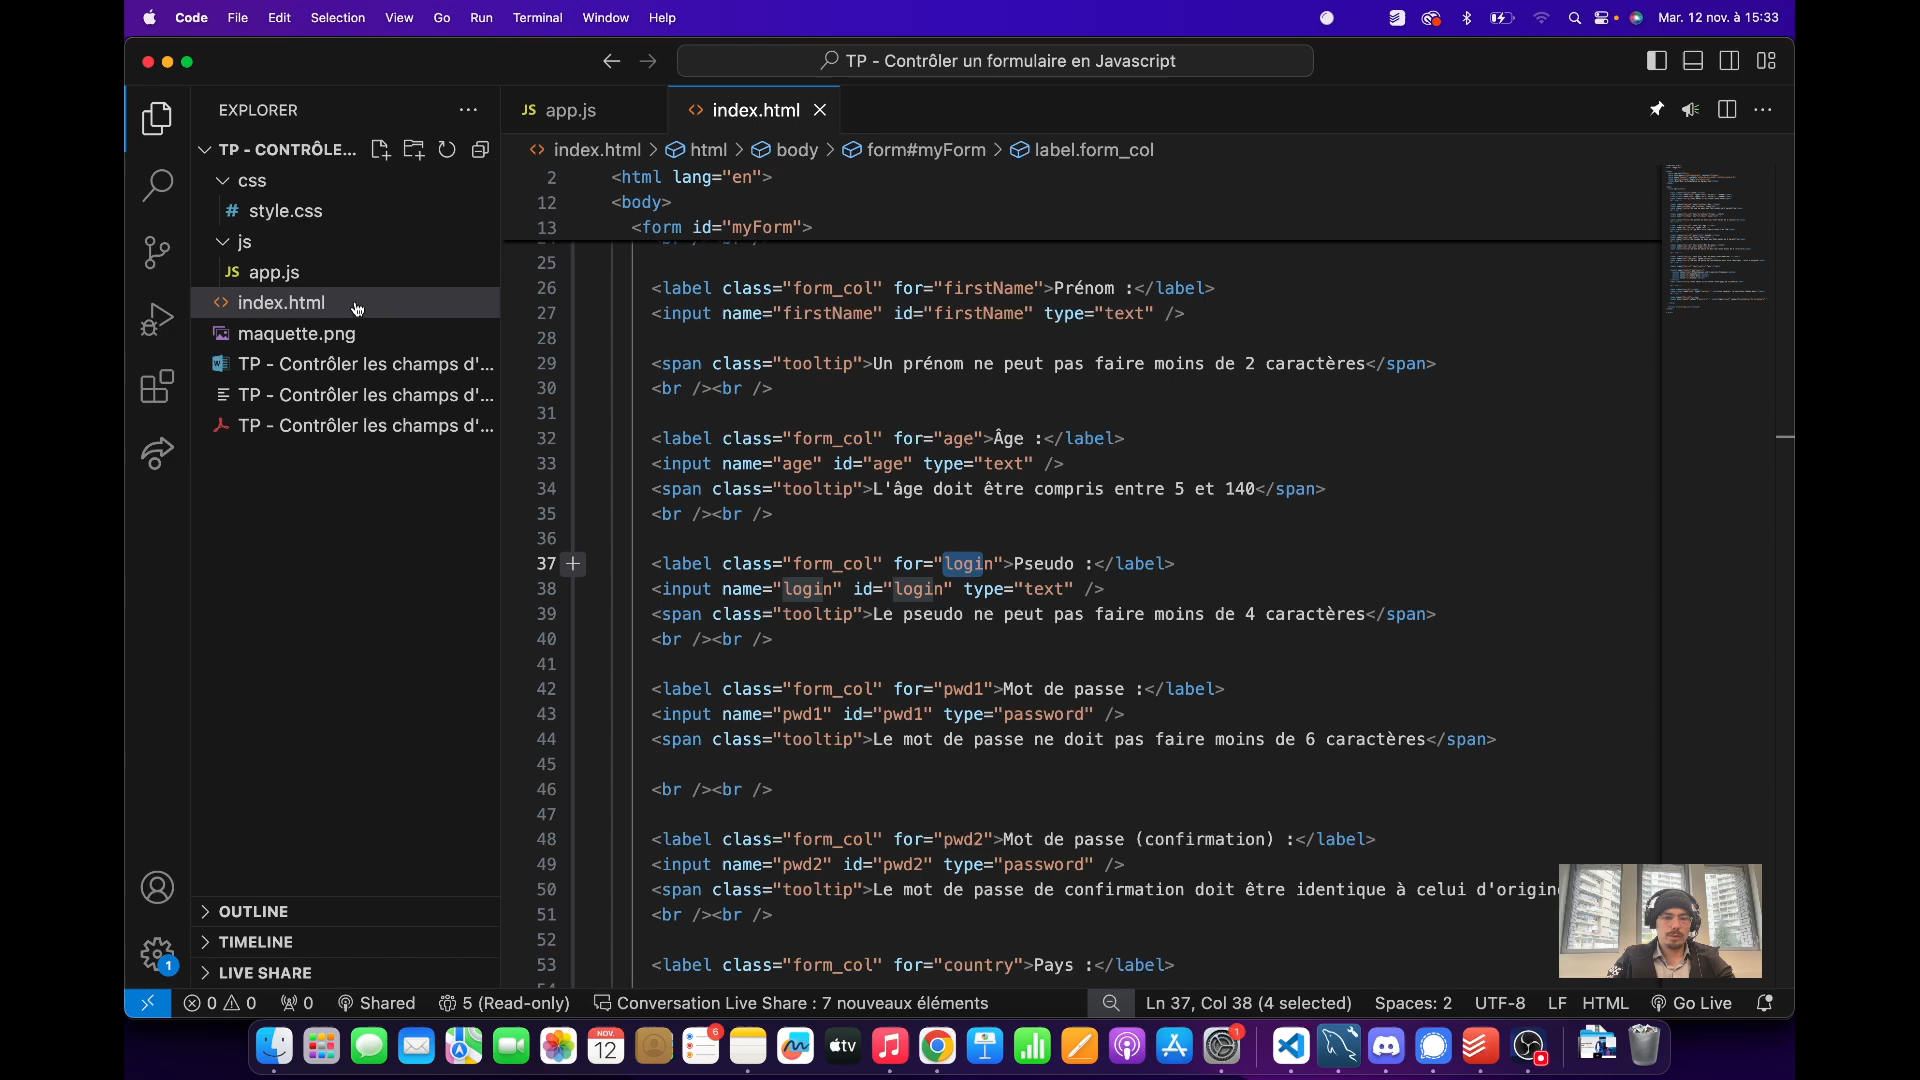 Code File Edit Selection View Go Run Terminal Window Help
Mar. 12 nov. à 15:33
TP - Contrôler un formulaire en Javascript
EXPLORER
TP - CONTRÔLE...
css
# style.css
js
JS app.js
<> index.html
maquette.png
TP - Contrôler les champs d'...
TP - Contrôler les champs d'...
TP - Contrôler les champs d'...
OUTLINE
TIMELINE
LIVE SHARE
1
JS app.js
<> index.html
<> index.html > html > body > form#myForm > label.form_col
2 <html lang="en">
12 <body>
13 <form id="myForm">
25
26 <label class="form_col" for="firstName">Prénom :</label>
27 <input name="firstName" id="firstName" type="text" />
28
29 <span class="tooltip">Un prénom ne peut pas faire moins de 2 caractères</span>
30 <br /><br />
31
32 <label class="form_col" for="age">Âge :</label>
33 <input name="age" id="age" type="text" />
34 <span class="tooltip">L'âge doit être compris entre 5 et 140</span>
35 <br /><br />
36
37 <label class="form_col" for="login">Pseudo :</label>
38 <input name="login" id="login" type="text" />
39 <span class="tooltip">Le pseudo ne peut pas faire moins de 4 caractères</span>
40 <br /><br />
41
42 <label class="form_col" for="pwd1">Mot de passe :</label>
43 <input name="pwd1" id="pwd1" type="password" />
44 <span class="tooltip">Le mot de passe ne doit pas faire moins de 6 caractères</span>
45
46 <br /><br />
47
48 <label class="form_col" for="pwd2">Mot de passe (confirmation) :</label>
49 <input name="pwd2" id="pwd2" type="password" />
50 <span class="tooltip">Le mot de passe de confirmation doit être identique à celui d'origin
51 <br /><br />
52
53 <label class="form_col" for="country">Pays :</label>
0 0 0 Shared 5 (Read-only) Conversation Live Share : 7 nouveaux éléments
Ln 37, Col 38 (4 selected) Spaces: 2 UTF-8 LF HTML Go Live
NOV.
12
6
tv
1